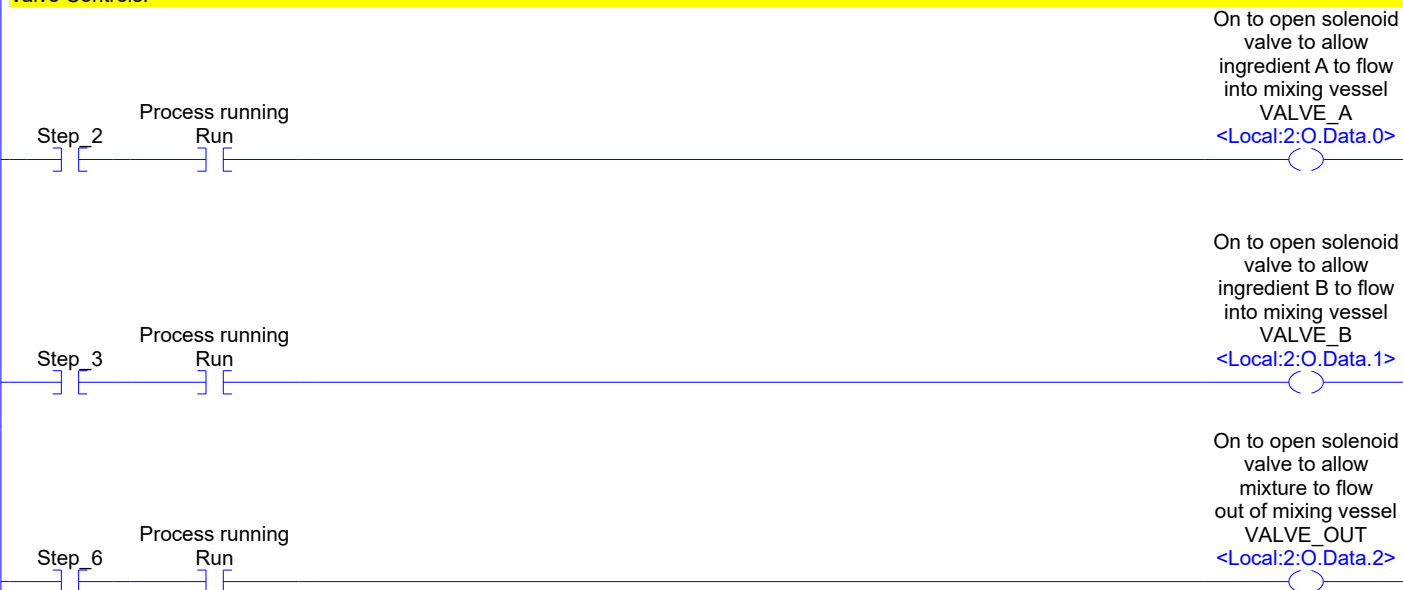 Valve Controls:
On to open solenoid
valve to allow
ingredient A to flow
into mixing vessel
Process running
VALVE_A
Step_2 Run <Local:2:O.Data.0>
On to open solenoid
valve to allow
ingredient B to flow
into mixing vessel
Process running
VALVE_B
Step_3 Run <Local:2:O.Data.1>
On to open solenoid
valve to allow
mixture to flow
out of mixing vessel
Process running
VALVE_OUT
Step_6 Run <Local:2:O.Data.2>